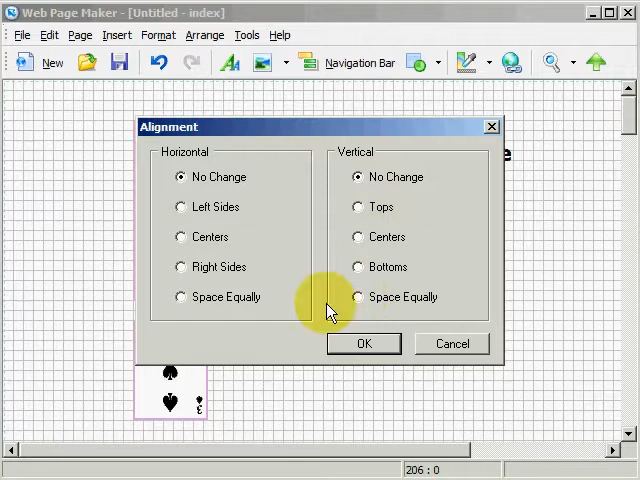 Web Page Maker - [Untitled - index]
File Edit Page Insert Format Arrange Tools Help
New Navigation Bar
Alignment
Horizontal Vertical
No Change No Change
Left Sides Tops
Centers Centers
Right Sides Bottoms
Space Equally Space Equally
OK Cancel
3
206 : 0